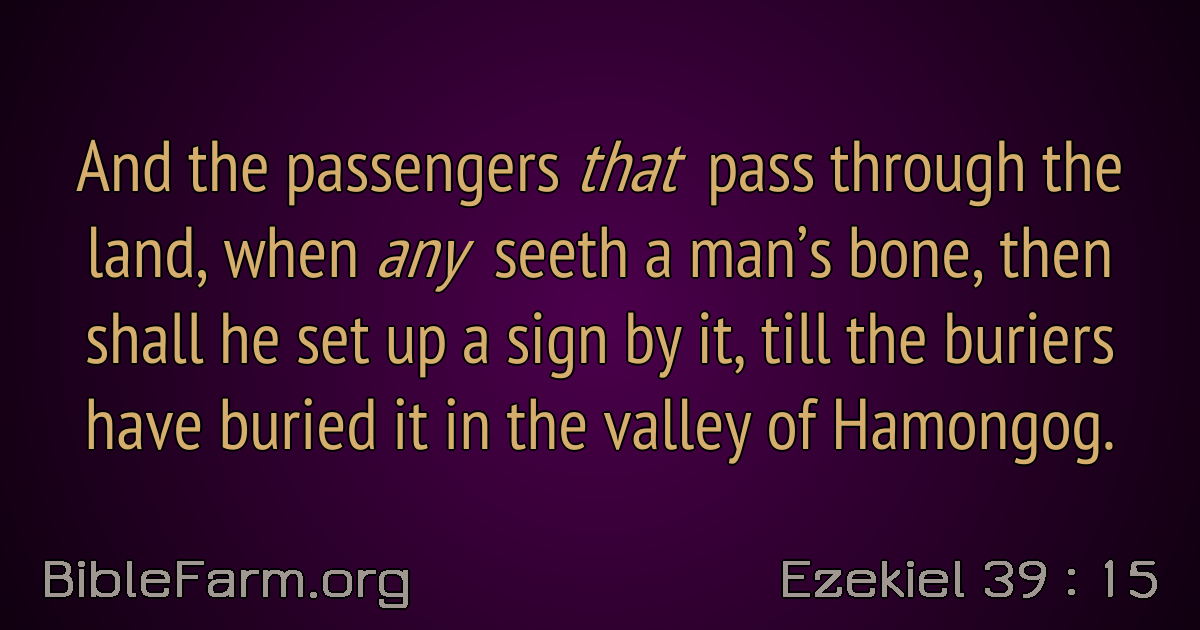 And the passengers that pass through the
land, when any seeth a man’s bone, then
shall he set up a sign by it, till the buriers
have buried it in the valley of Hamongog.
BibleFarm.org
Ezekiel 39 : 15